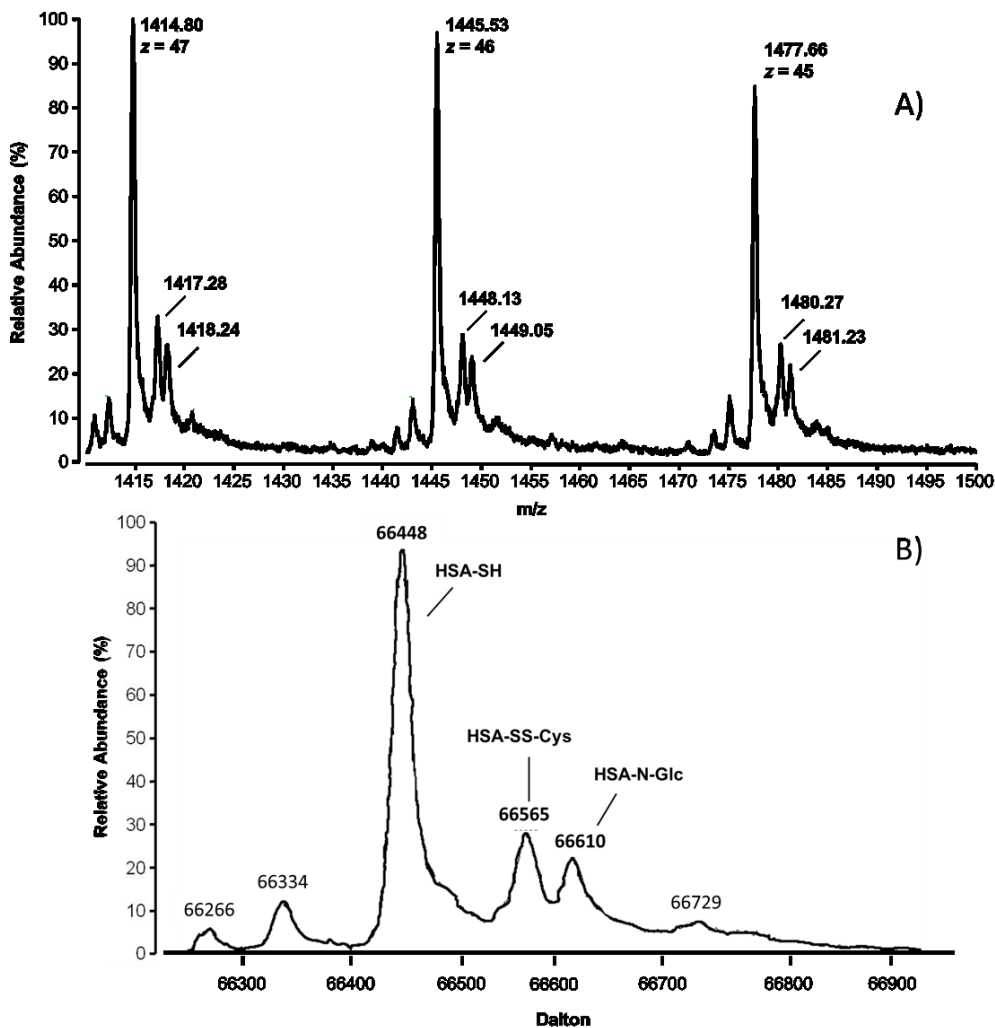 A)
Relative Abundance (%)
100
90
80
70
60
50
40
30
20
10
0
1414.80
z = 47
1417.28
1418.24
1445.53
z = 46
1448.13
1449.05
1477.66
z = 45
1480.27
1481.23
1415 1420 1425 1430 1435 1440 1445 1450 1455 1460 1465 1470 1475 1480 1485 1490 1495 1500
m/z
B)
Relative Abundance (%)
100
90
80
70
60
50
40
30
20
10
0
66266
66334
66448
HSA-SH
HSA-SS-Cys
66565
HSA-N-Glc
66610
66729
66300 66400 66500 66600 66700 66800 66900
Dalton